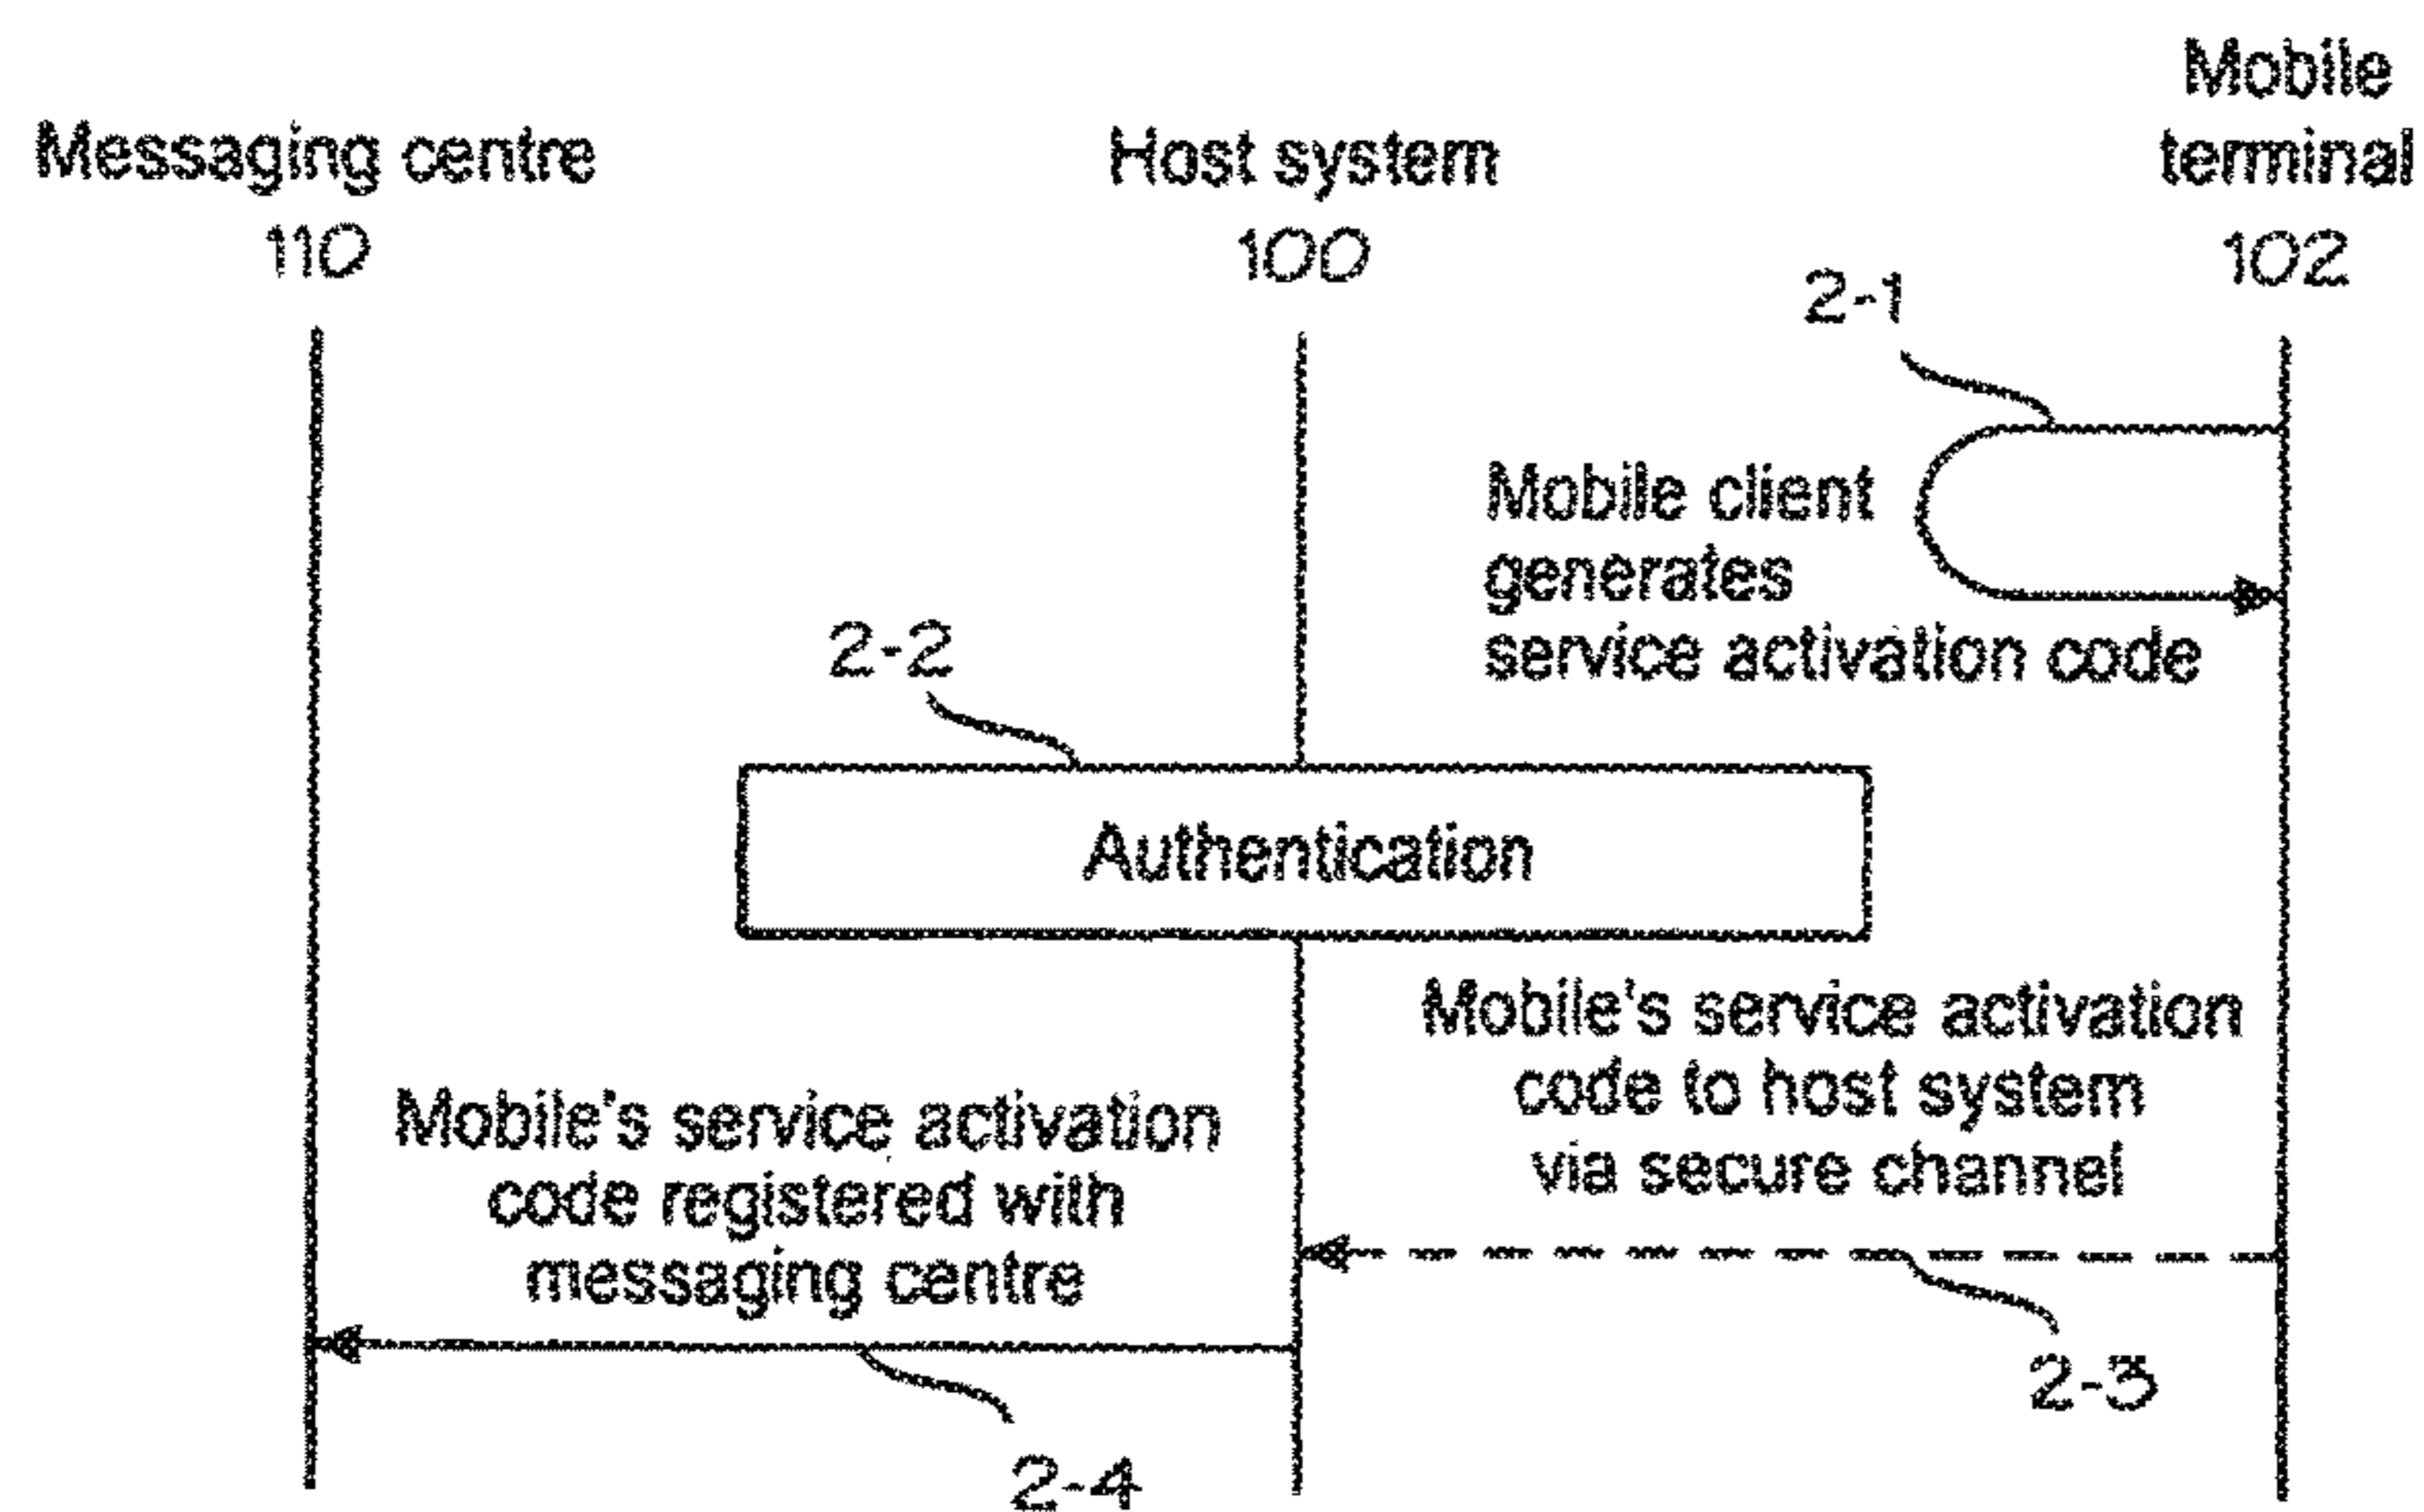 Messaging centre
110
Host system
100
Mobile
terminal
102
2-1
Mobile client
generates
service activation code
2-2
Authentication
Mobile's service activation
code to host system
via secure channel
2-3
Mobile's service activation
code registered with
messaging centre
2-4